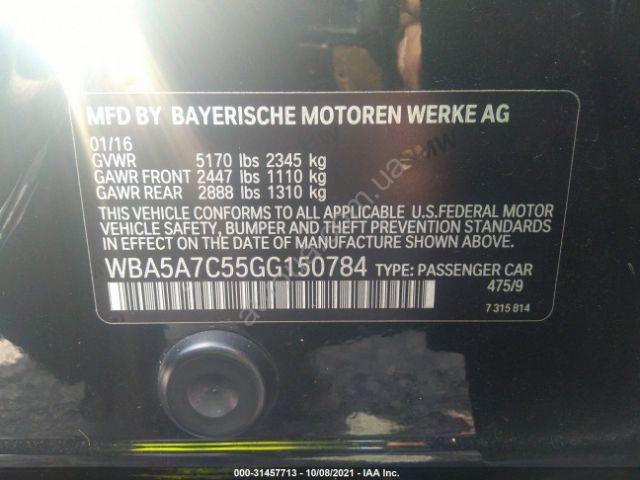 MFD BY BAYERISCHE MOTOREN WERKE AG
01/16
GVWR 5170 lbs 2345 kg
GAWR FRONT 2447 lbs 1110 kg
GAWR REAR 2888 lbs 1310 kg
THIS VEHICLE CONFORMS TO ALL APPLICABLE U.S.FEDERAL MOTOR
VEHICLE SAFETY, BUMPER AND THEFT PREVENTION STANDARDS
IN EFFECT ON THE DATE OF MANUFACTURE SHOWN ABOVE.
WBA5A7C55GG150784 TYPE: PASSENGER CAR
475/9
7 315 814
000-31457713 - 10/08/2021 - IAA Inc.